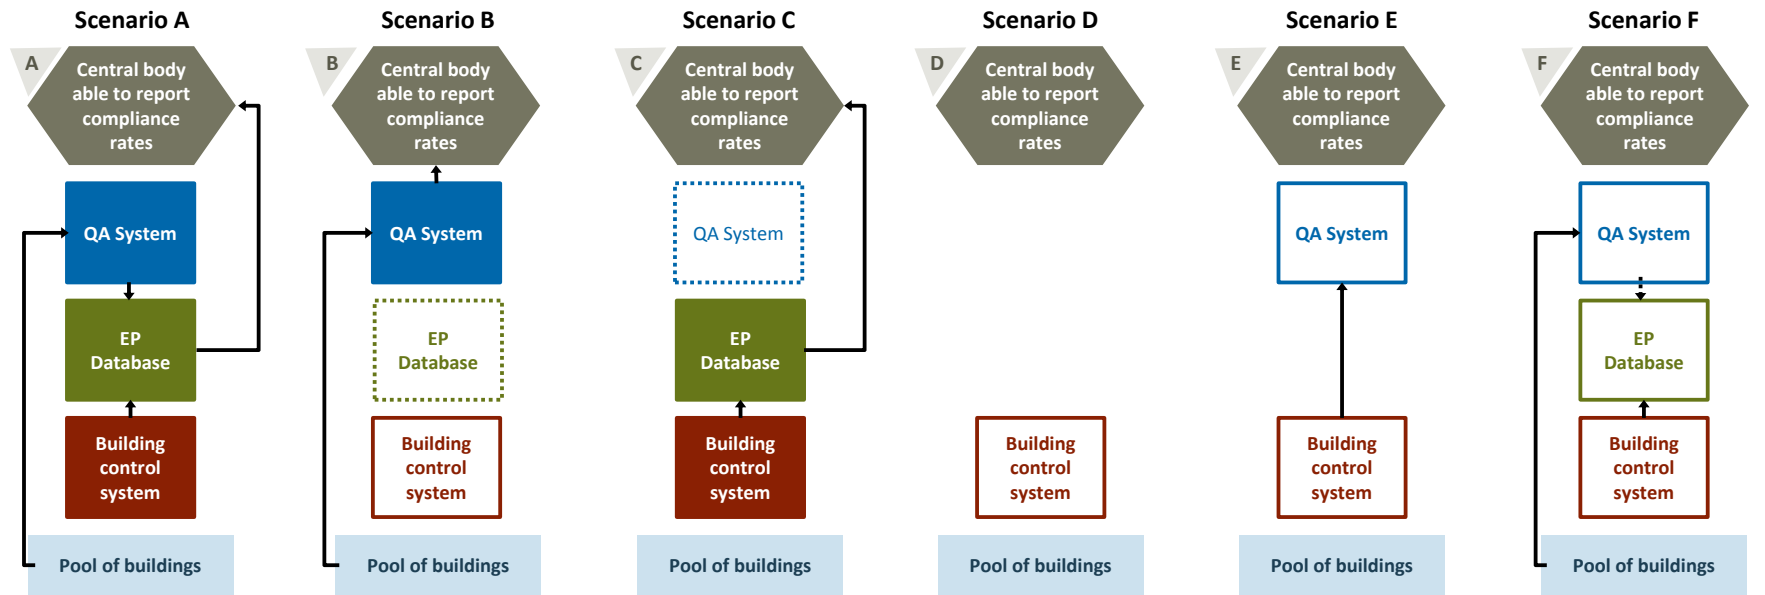 Scenario A
A
Central body
able to report
compliance
rates
QA System
EP
Database
Building
control
system
Pool of buildings
Scenario B
B
Central body
able to report
compliance
rates
QA System
EP
Database
Building
control
system
Pool of buildings
Scenario C
C
Central body
able to report
compliance
rates
QA System
EP
Database
Building
control
system
Pool of buildings
Scenario D
D
Central body
able to report
compliance
rates
Building
control
system
Pool of buildings
Scenario E
E
Central body
able to report
compliance
rates
QA System
Building
control
system
Pool of buildings
Scenario F
F
Central body
able to report
compliance
rates
QA System
EP
Database
Building
control
system
Pool of buildings